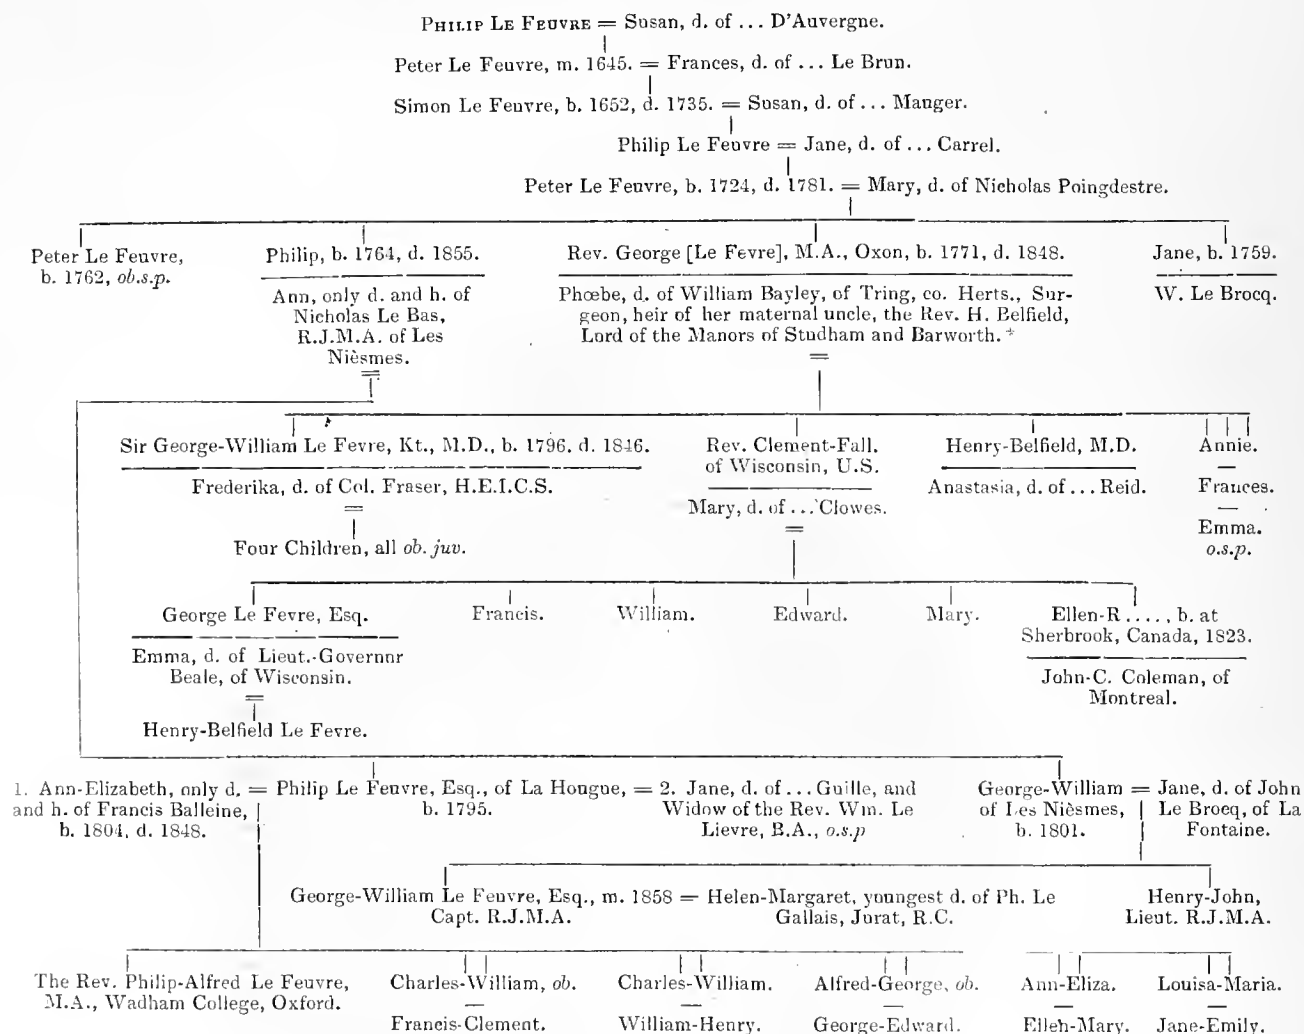 PHILIP LE FEUVRE = Susan, d. of ... D'Auvergne.
Peter Le Feuvre, m. 1645. = Frances, d. of ... Le Brun.
Simon Le Feuvre, b. 1652, d. 1735. = Susan, d. of ... Manger.
Philip Le Feuvre = Jane, d. of ... Carrel.
Peter Le Feuvre, b. 1724, d. 1781. = Mary, d. of Nicholas Poingdestre.
Peter Le Feuvre,
b. 1762, ob.s.p.
Philip, b. 1764, d. 1855.
Ann, only d. and h. of
Nicholas Le Bas,
R.J.M.A. of Les
Nièsmes.
=
Rev. George [Le Fevre], M.A., Oxon, b. 1771, d. 1848.
Phœbe, d. of William Bayley, of Tring, co. Herts., Sur-
geon, heir of her maternal uncle, the Rev. H. Belfield,
Lord of the Manors of Studham and Barworth.*
=
Jane, b. 1759.
W. Le Brocq.
Sir George-William Le Fevre, Kt., M.D., b. 1796. d. 1846.
Frederika, d. of Col. Fraser, H.E.I.C.S.
=
Four Children, all ob. juv.
Rev. Clement-Fall.
of Wisconsin, U.S.
Mary, d. of ... Clowes.
=
Henry-Belfield, M.D.
Anastasia, d. of ... Reid.
Annie.
—
Frances.
—
Emma.
o.s.p.
George Le Fevre, Esq.
Emma, d. of Lieut.-Governor
Beale, of Wisconsin.
=
Henry-Belfield Le Fevre.
Francis.
William.
Edward.
Mary.
Ellen-R ...., b. at
Sherbrook, Canada, 1823.
John-C. Coleman, of
Montreal.
1. Ann-Elizabeth, only d. = Philip Le Feuvre, Esq., of La Hougue, = 2. Jane, d. of ... Guille, and
and h. of Francis Balleine, b. 1795. Widow of the Rev. Wm. Le
b. 1804, d. 1848. Lievre, B.A., o.s.p
George-William = Jane, d. of John
of Les Nièsmes, Le Brocq, of La
b. 1801. Fontaine.
George-William Le Feuvre, Esq., m. 1858 = Helen-Margaret, youngest d. of Ph. Le
Capt. R.J.M.A. Gallais, Jurat, R.C.
Henry-John,
Lieut. R.J.M.A.
The Rev. Philip-Alfred Le Feuvre,
M.A., Wadham College, Oxford.
Charles-William, ob.
—
Francis-Clement.
Charles-William.
—
William-Henry.
Alfred-George, ob.
—
George-Edward.
Ann-Eliza.
—
Elleh-Mary.
Louisa-Maria.
—
Jane-Emily.